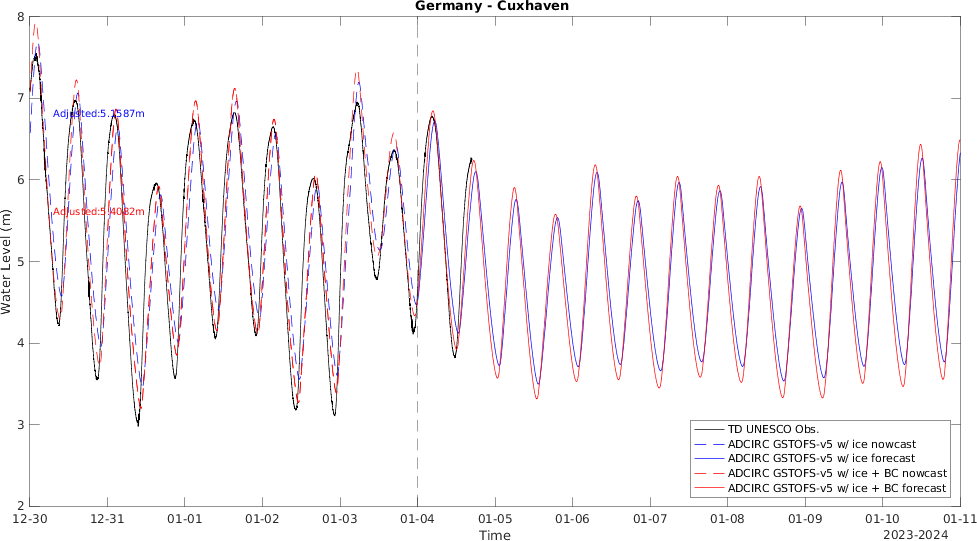 Germany - Cuxhaven
8
7
6
5
4
3
2
Water Level (m)
Adjusted:5.1587m
Adjusted:5.4082m
TD UNESCO Obs.
ADCIRC GSTOFS-v5 w/ ice nowcast
ADCIRC GSTOFS-v5 w/ ice forecast
ADCIRC GSTOFS-v5 w/ ice + BC nowcast
ADCIRC GSTOFS-v5 w/ ice + BC forecast
12-30 12-31 01-01 01-02 01-03 01-04 01-05 01-06 01-07 01-08 01-09 01-10 01-11
Time
2023-2024